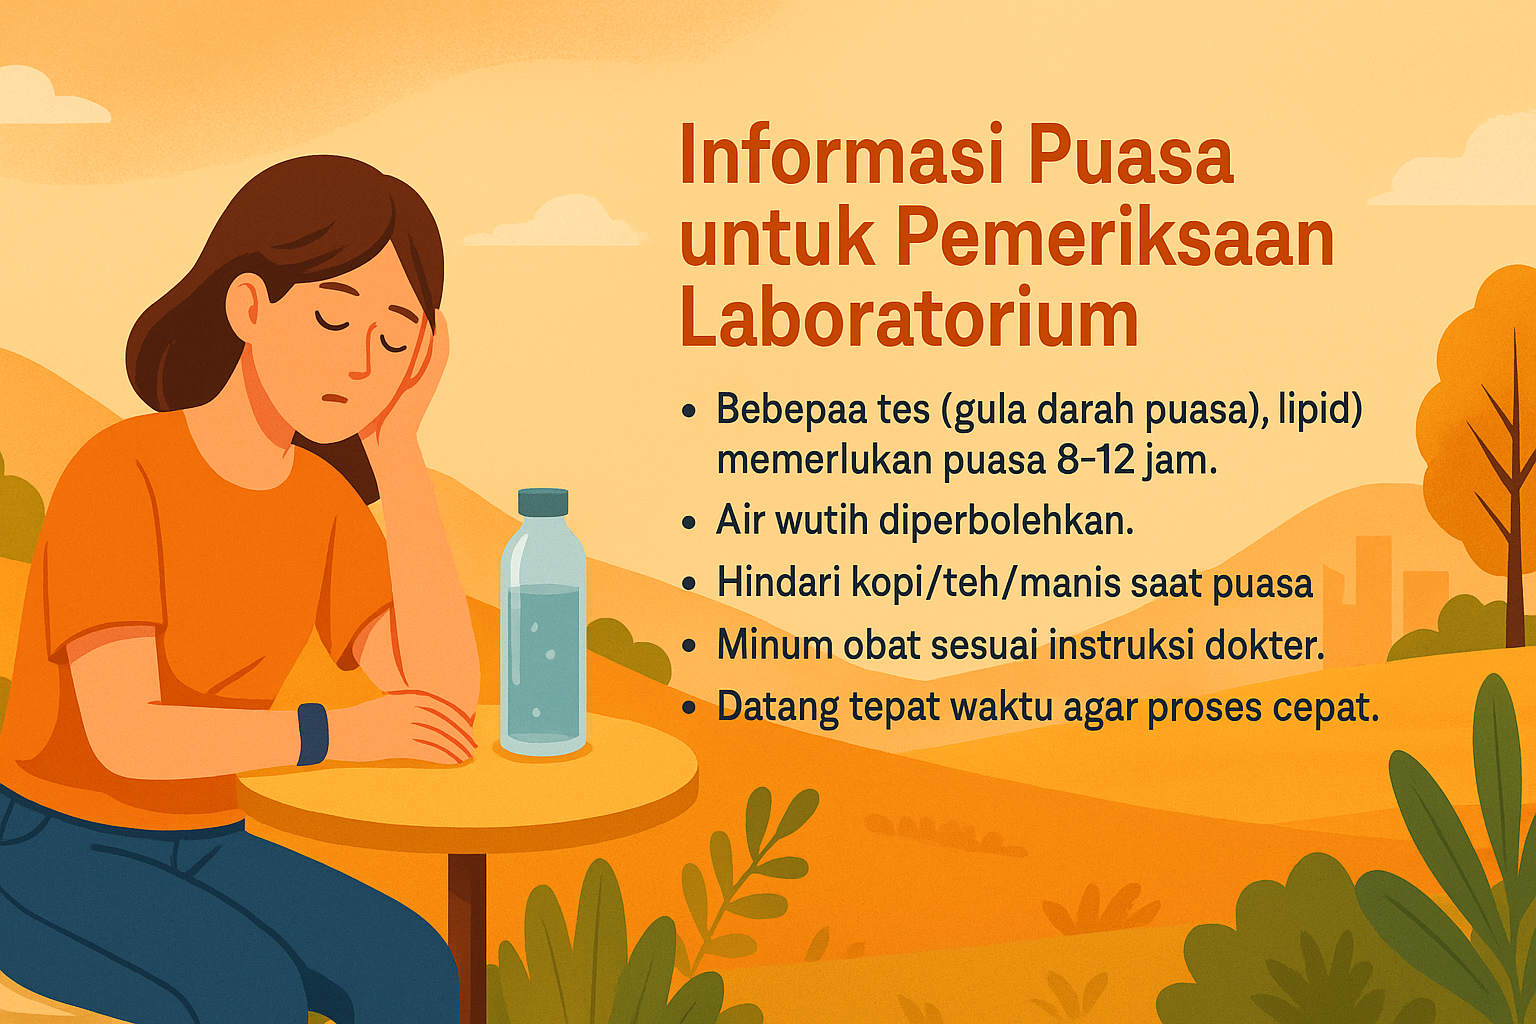 Informasi Puasa
untuk Pemeriksaan
Laboratorium
• Bebepaa tes (gula darah puasa), lipid)
memerlukan puasa 8–12 jam.
• Air wutih diperbolehkan.
• Hindari kopi/teh/manis saat puasa
• Minum obat sesuai instruksi dokter.
• Datang tepat waktu agar proses cepat.